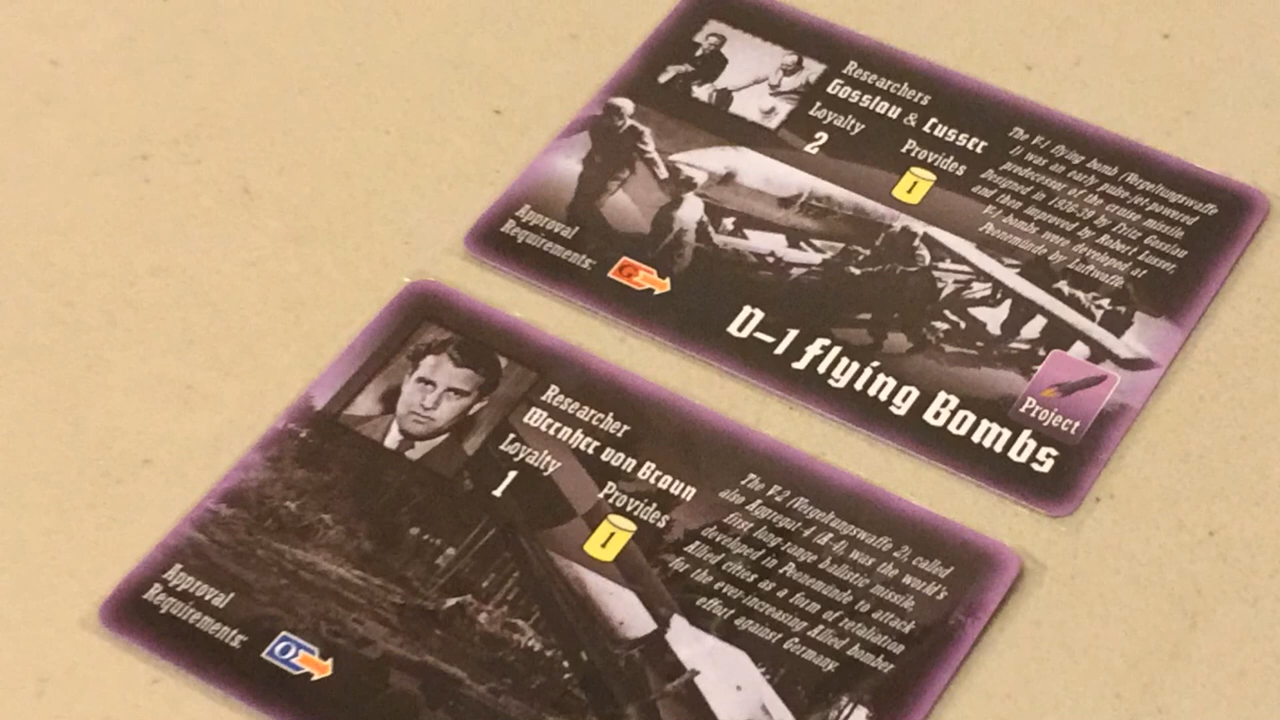 Researchers
Gosslau & Lusser
Loyalty
2
Provides
1
The V-1 flying bomb (Vergeltungswaffe
1) was an early pulse-jet-powered
predecessor of the cruise missile.
Designed in 1936-39 by Fritz Gosslau
and then improved by Robert Lusser,
V-1 bombs were developed at
Peenemünde by Luftwaffe.
Approval
Requirements:
G
V-1 Flying Bombs
Project
Researcher
Wernher von Braun
Loyalty
1
Provides
1
The V-2 (Vergeltungswaffe 2), called
also Aggregat-4 (A-4), was the world's
first long-range ballistic missile,
developed in Peenemunde to attack
Allied cities as a form of retaliation
for the ever-increasing Allied bomber
effort against Germany.
Approval
Requirements:
O